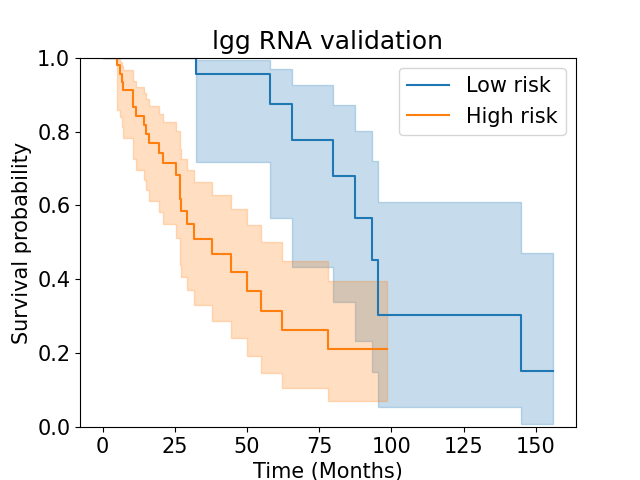 lgg RNA validation
Survival probability
1.0
0.8
0.6
0.4
0.2
0.0
Low risk
High risk
0 25 50 75 100 125 150
Time (Months)